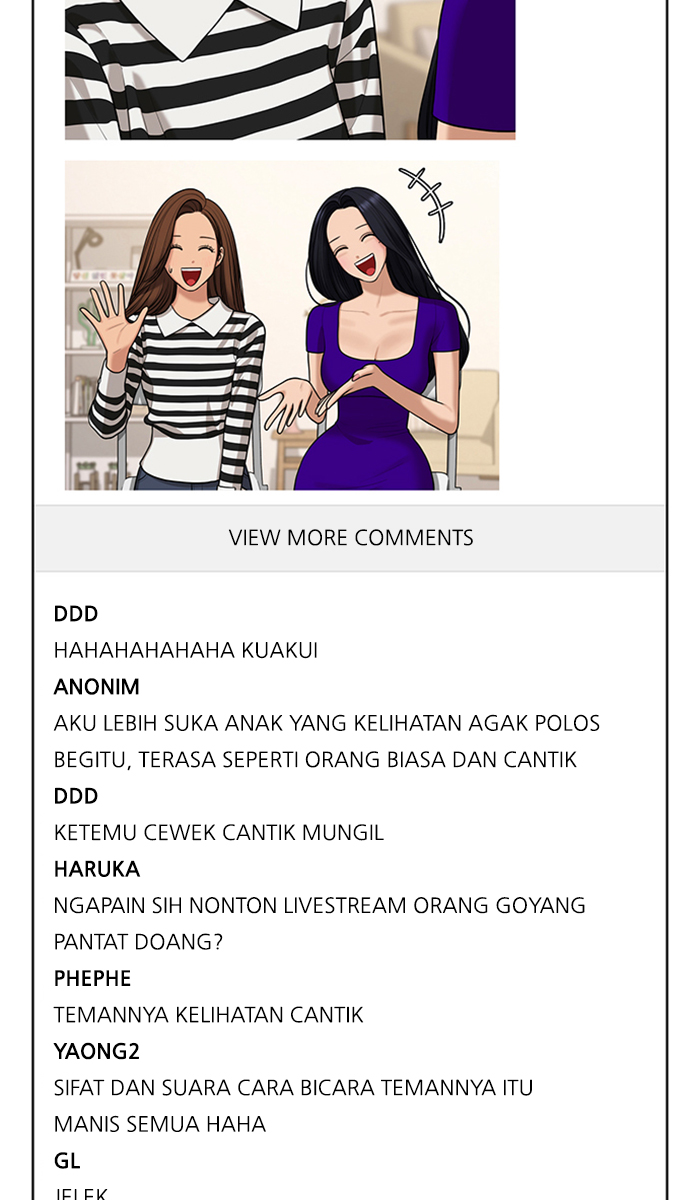 VIEW MORE COMMENTS
DDD
HAHAHAHAHAHA KUAKUI
ANONIM
AKU LEBIH SUKA ANAK YANG KELIHATAN AGAK POLOS
BEGITU, TERASA SEPERTI ORANG BIASA DAN CANTIK
DDD
KETEMU CEWEK CANTIK MUNGIL
HARUKA
NGAPAIN SIH NONTON LIVESTREAM ORANG GOYANG
PANTAT DOANG?
PHEPHE
TEMANNYA KELIHATAN CANTIK
YAONG2
SIFAT DAN SUARA CARA BICARA TEMANNYA ITU
MANIS SEMUA HAHA
GL
JELEK